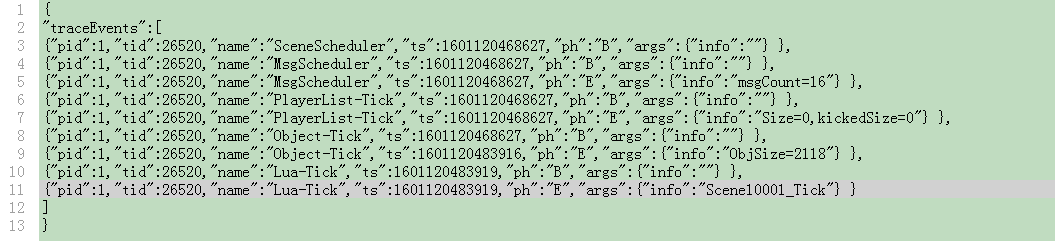 1 {
2 "traceEvents":[
3 {"pid":1,"tid":26520,"name":"SceneScheduler","ts":1601120468627,"ph":"B","args":{"info":""} },
4 {"pid":1,"tid":26520,"name":"MsgScheduler","ts":1601120468627,"ph":"B","args":{"info":""} },
5 {"pid":1,"tid":26520,"name":"MsgScheduler","ts":1601120468627,"ph":"E","args":{"info":"msgCount=16"} },
6 {"pid":1,"tid":26520,"name":"PlayerList-Tick","ts":1601120468627,"ph":"B","args":{"info":""} },
7 {"pid":1,"tid":26520,"name":"PlayerList-Tick","ts":1601120468627,"ph":"E","args":{"info":"Size=0,kickedSize=0"} },
8 {"pid":1,"tid":26520,"name":"Object-Tick","ts":1601120468627,"ph":"B","args":{"info":""} },
9 {"pid":1,"tid":26520,"name":"Object-Tick","ts":1601120483916,"ph":"E","args":{"info":"ObjSize=2118"} },
10 {"pid":1,"tid":26520,"name":"Lua-Tick","ts":1601120483919,"ph":"B","args":{"info":""} },
11 {"pid":1,"tid":26520,"name":"Lua-Tick","ts":1601120483919,"ph":"E","args":{"info":"Scene10001_Tick"} }
12 ]
13 }